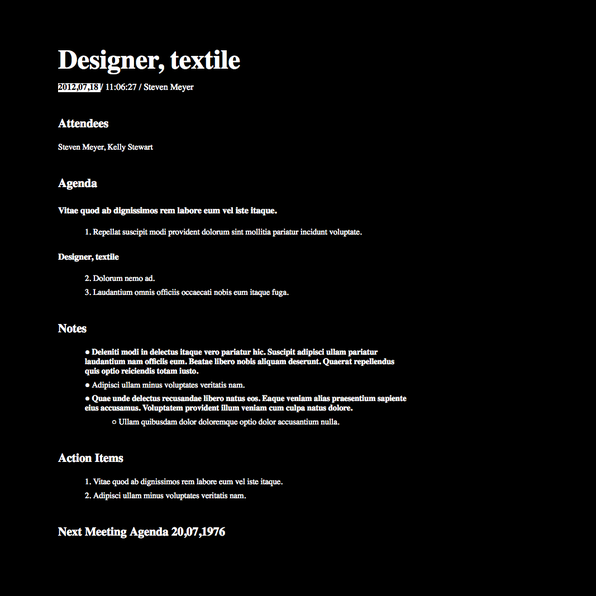 Designer, textile
2012,07,18 / 11:06:27 / Steven Meyer
Attendees
Steven Meyer, Kelly Stewart
Agenda
Vitae quod ab dignissimos rem labore eum vel iste itaque.
1. Repellat suscipit modi provident dolorum sint mollitia pariatur incidunt voluptate.
Designer, textile
2. Dolorum nemo ad.
3. Laudantium omnis officiis occaecati nobis eum itaque fuga.
Notes
● Deleniti modi in delectus itaque vero pariatur hic. Suscipit adipisci ullam pariatur
laudantium nam officiis eum. Beatae libero nobis aliquam deserunt. Quaerat repellendus
quis optio reiciendis totam iusto.
● Adipisci ullam minus voluptates veritatis nam.
● Quae unde delectus recusandae libero natus eos. Eaque veniam alias praesentium sapiente
eius accusamus. Voluptatem provident illum veniam cum culpa natus dolore.
○ Ullam quibusdam dolor doloremque optio dolor accusantium nulla.
Action Items
1. Vitae quod ab dignissimos rem labore eum vel iste itaque.
2. Adipisci ullam minus voluptates veritatis nam.
Next Meeting Agenda 20,07,1976